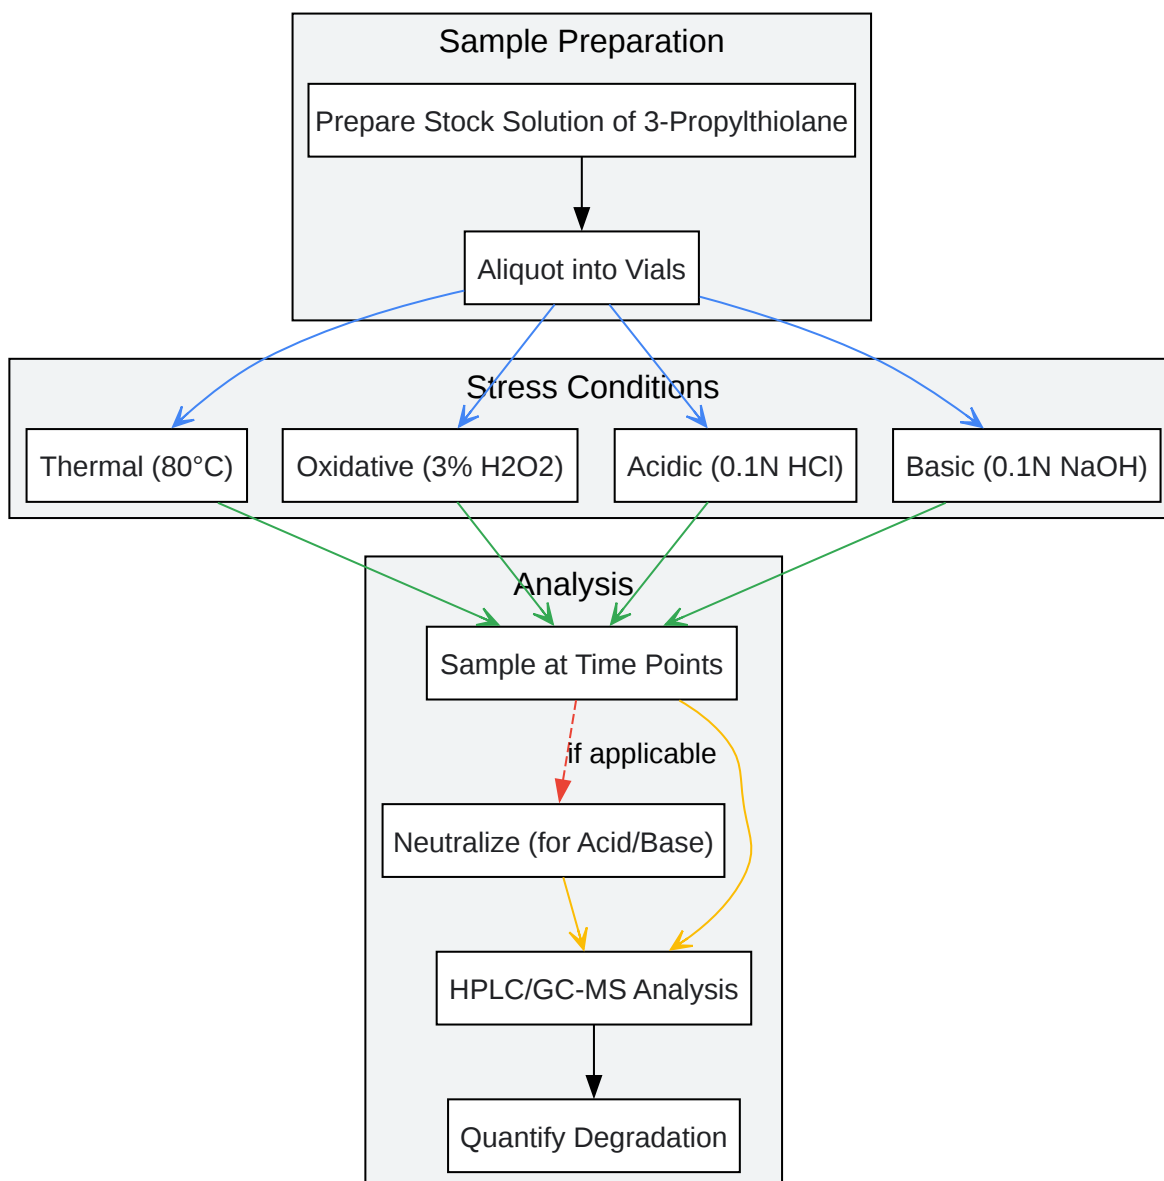 Sample Preparation
Prepare Stock Solution of 3-Propylthiolane
Aliquot into Vials
Stress Conditions
Thermal (80°C)
Oxidative (3% H2O2)
Acidic (0.1N HCl)
Basic (0.1N NaOH)
Analysis
Sample at Time Points
if applicable
Neutralize (for Acid/Base)
HPLC/GC-MS Analysis
Quantify Degradation